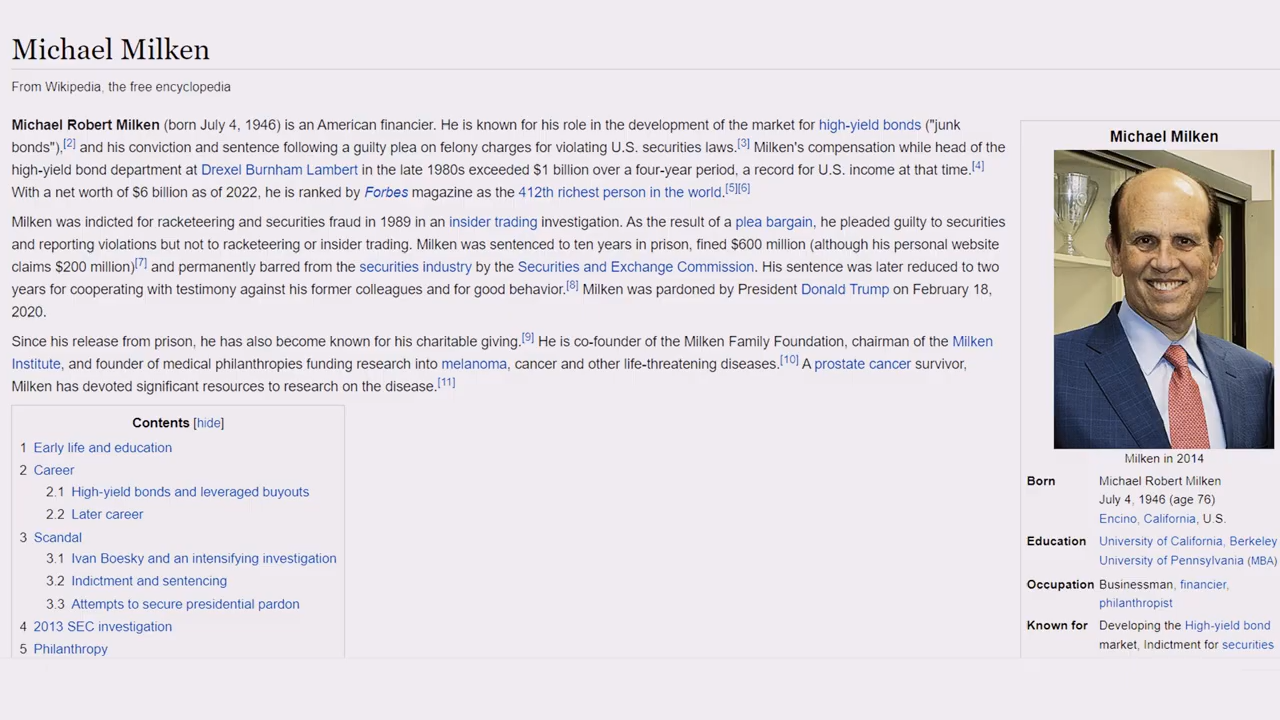 Michael Milken
From Wikipedia, the free encyclopedia
Michael Robert Milken (born July 4, 1946) is an American financier. He is known for his role in the development of the market for high-yield bonds ("junk
bonds"),[2] and his conviction and sentence following a guilty plea on felony charges for violating U.S. securities laws.[3] Milken's compensation while head of the
high-yield bond department at Drexel Burnham Lambert in the late 1980s exceeded $1 billion over a four-year period, a record for U.S. income at that time.[4]
With a net worth of $6 billion as of 2022, he is ranked by Forbes magazine as the 412th richest person in the world.[5][6]
Milken was indicted for racketeering and securities fraud in 1989 in an insider trading investigation. As the result of a plea bargain, he pleaded guilty to securities
and reporting violations but not to racketeering or insider trading. Milken was sentenced to ten years in prison, fined $600 million (although his personal website
claims $200 million)[7] and permanently barred from the securities industry by the Securities and Exchange Commission. His sentence was later reduced to two
years for cooperating with testimony against his former colleagues and for good behavior.[8] Milken was pardoned by President Donald Trump on February 18,
2020.
Since his release from prison, he has also become known for his charitable giving.[9] He is co-founder of the Milken Family Foundation, chairman of the Milken
Institute, and founder of medical philanthropies funding research into melanoma, cancer and other life-threatening diseases.[10] A prostate cancer survivor,
Milken has devoted significant resources to research on the disease.[11]
Contents [hide]
1 Early life and education
2 Career
2.1 High-yield bonds and leveraged buyouts
2.2 Later career
3 Scandal
3.1 Ivan Boesky and an intensifying investigation
3.2 Indictment and sentencing
3.3 Attempts to secure presidential pardon
4 2013 SEC investigation
5 Philanthropy
Michael Milken
Milken in 2014
Born Michael Robert Milken
July 4, 1946 (age 76)
Encino, California, U.S.
Education University of California, Berkeley
University of Pennsylvania (MBA)
Occupation Businessman, financier,
philanthropist
Known for Developing the High-yield bond
market, Indictment for securities